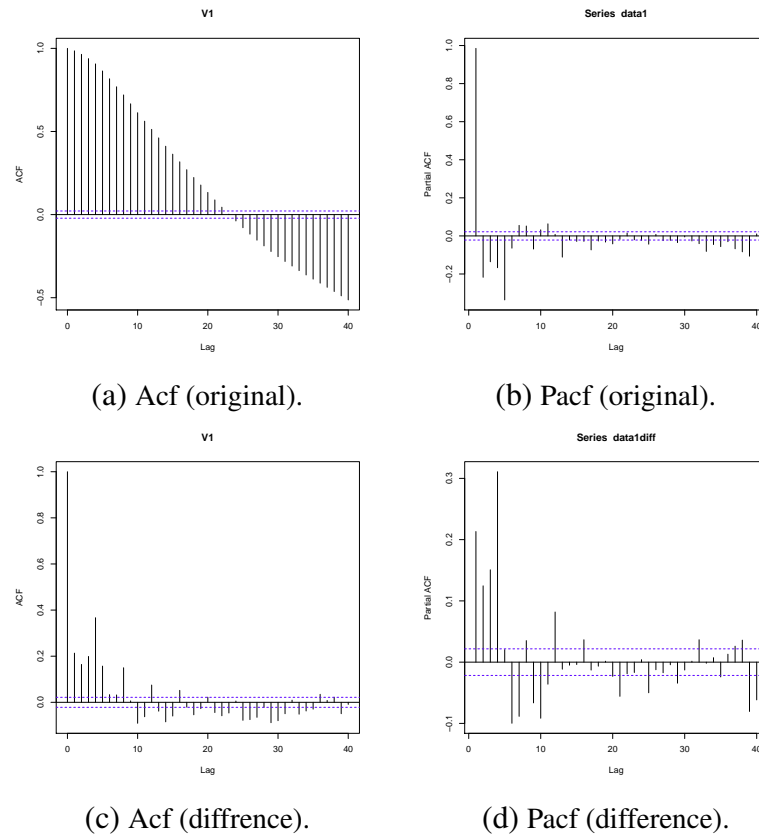 V1
1.0
0.5
0.0
−0.5
ACF
0 10 20 30 40
Lag
(a) Acf (original).
Series data1
1.0
0.8
0.6
0.4
0.2
0.0
−0.2
Partial ACF
0 10 20 30 40
Lag
(b) Pacf (original).
V1
1.0
0.8
0.6
0.4
0.2
0.0
ACF
0 10 20 30 40
Lag
(c) Acf (diffrence).
Series data1diff
0.3
0.2
0.1
0.0
−0.1
Partial ACF
0 10 20 30 40
Lag
(d) Pacf (difference).